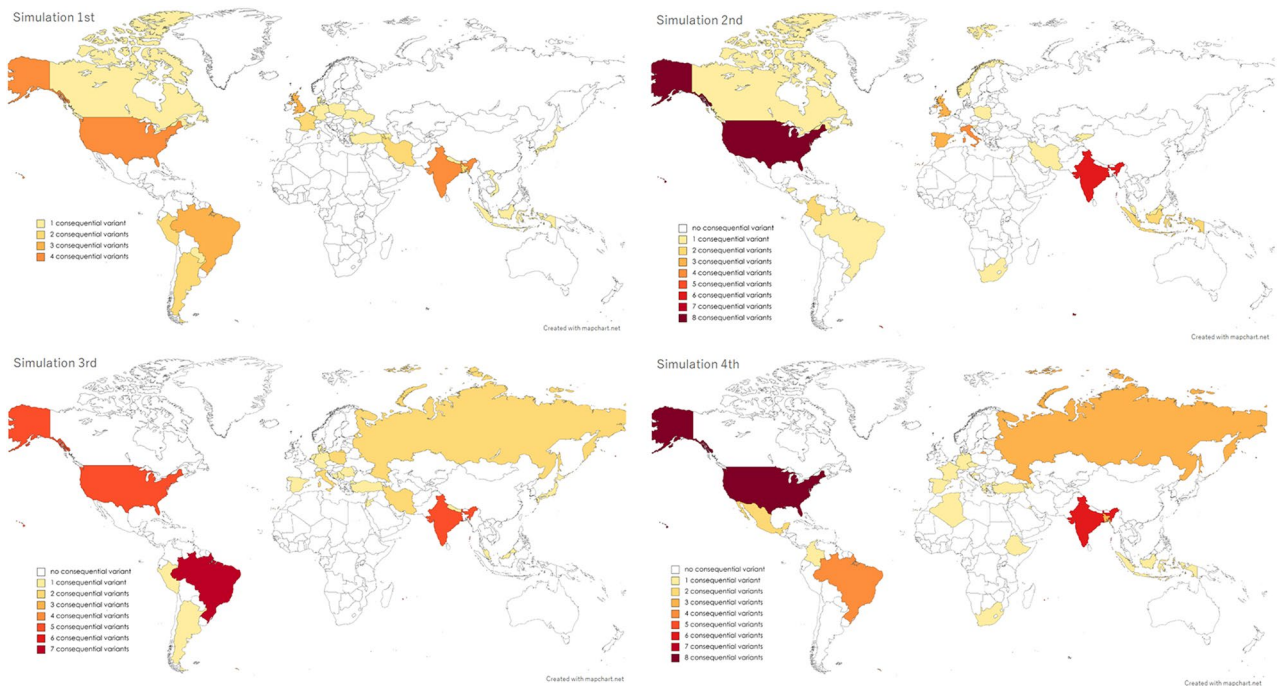 Simulation 1st
1 consequential variant
2 consequential variants
3 consequential variants
4 consequential variants
Created with mapchart.net
Simulation 2nd
no consequential variant
1 consequential variant
2 consequential variants
3 consequential variants
4 consequential variants
5 consequential variants
6 consequential variants
7 consequential variants
8 consequential variants
Created with mapchart.net
Simulation 3rd
no consequential variant
1 consequential variant
2 consequential variants
3 consequential variants
4 consequential variants
5 consequential variants
6 consequential variants
7 consequential variants
Created with mapchart.net
Simulation 4th
no consequential variant
1 consequential variant
2 consequential variants
3 consequential variants
4 consequential variants
5 consequential variants
6 consequential variants
7 consequential variants
8 consequential variants
Created with mapchart.net